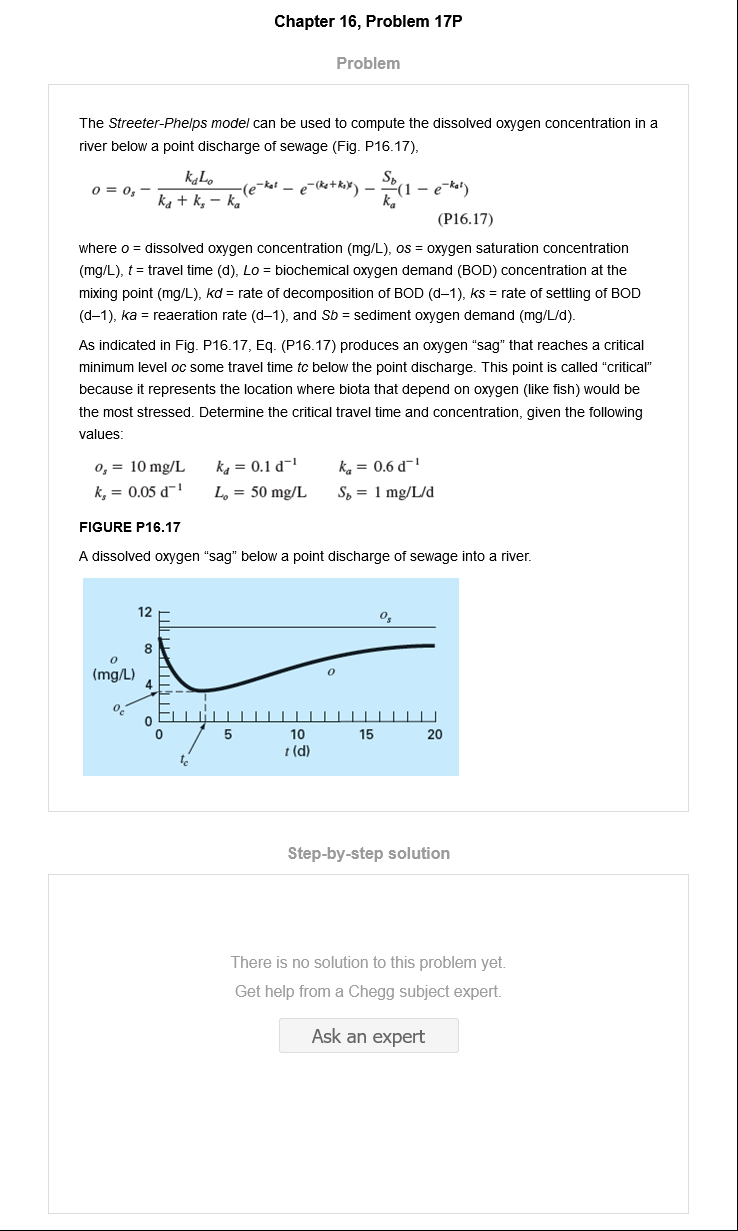 Chapter 16, Problem 17P
Problem
The Streeter-Phelps model can be used to compute the dissolved oxygen concentration in a
river below a point discharge of sewage (Fig. P16.17),
o = o_s − k_d L_o / (k_d + k_s − k_a) (e^{−k_a t} − e^{−(k_d + k_s)t}) − S_b / k_a (1 − e^{−k_a t})
(P16.17)
where o = dissolved oxygen concentration (mg/L), os = oxygen saturation concentration
(mg/L), t = travel time (d), Lo = biochemical oxygen demand (BOD) concentration at the
mixing point (mg/L), kd = rate of decomposition of BOD (d–1), ks = rate of settling of BOD
(d–1), ka = reaeration rate (d–1), and Sb = sediment oxygen demand (mg/L/d).
As indicated in Fig. P16.17, Eq. (P16.17) produces an oxygen “sag” that reaches a critical
minimum level oc some travel time tc below the point discharge. This point is called “critical”
because it represents the location where biota that depend on oxygen (like fish) would be
the most stressed. Determine the critical travel time and concentration, given the following
values:
o_s = 10 mg/L k_d = 0.1 d^{−1} k_a = 0.6 d^{−1}
k_s = 0.05 d^{−1} L_o = 50 mg/L S_b = 1 mg/L/d
FIGURE P16.17
A dissolved oxygen “sag” below a point discharge of sewage into a river.
12
o_s
8
o
(mg/L)
o
4
o_c
0
0 5 10 15 20
t (d)
t_c
Step-by-step solution
There is no solution to this problem yet.
Get help from a Chegg subject expert.
Ask an expert